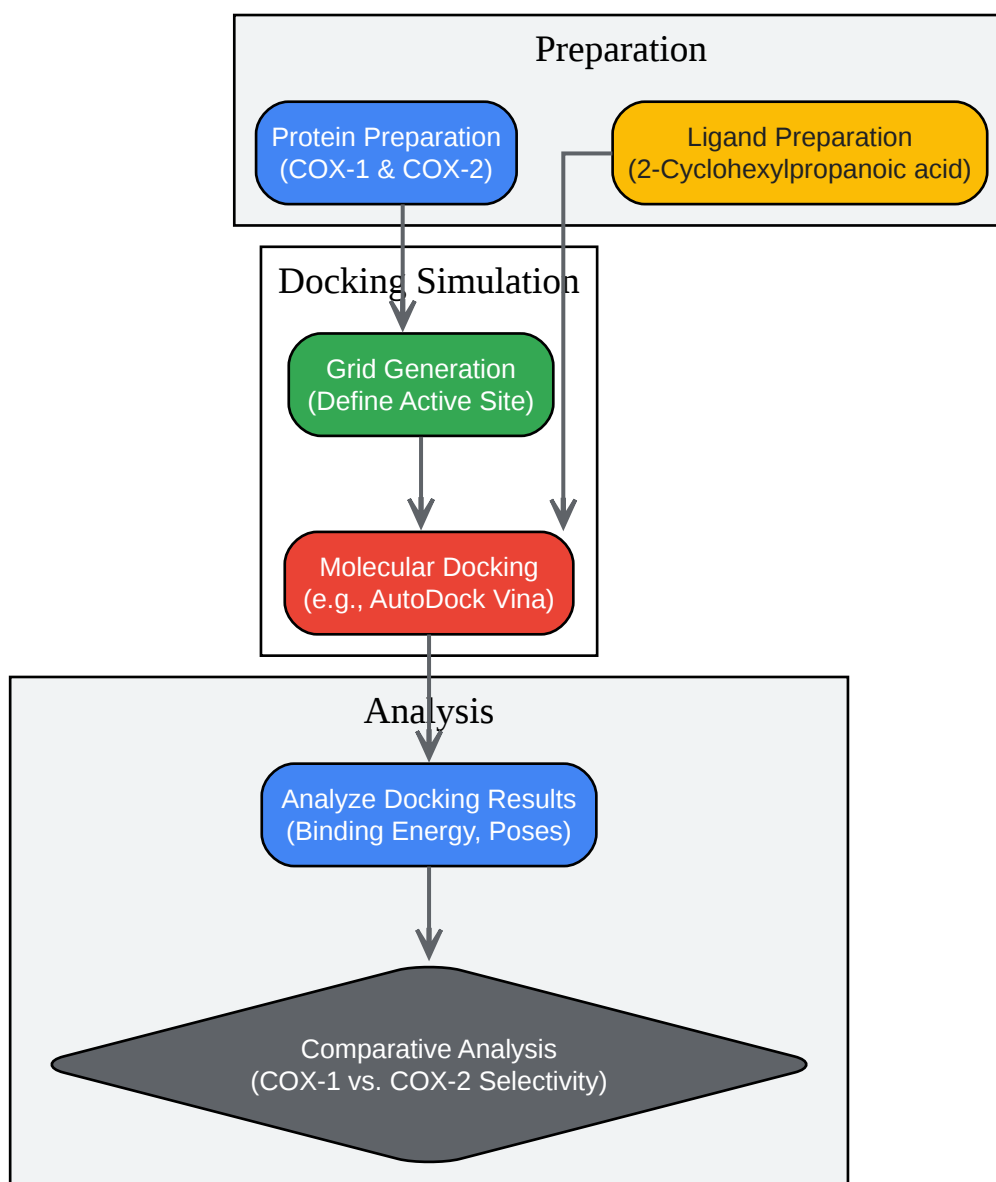 Preparation
Protein Preparation
(COX-1 & COX-2)
Ligand Preparation
(2-Cyclohexylpropanoic acid)
Docking Simulation
Grid Generation
(Define Active Site)
Molecular Docking
(e.g., AutoDock Vina)
Analysis
Analyze Docking Results
(Binding Energy, Poses)
Comparative Analysis
(COX-1 vs. COX-2 Selectivity)